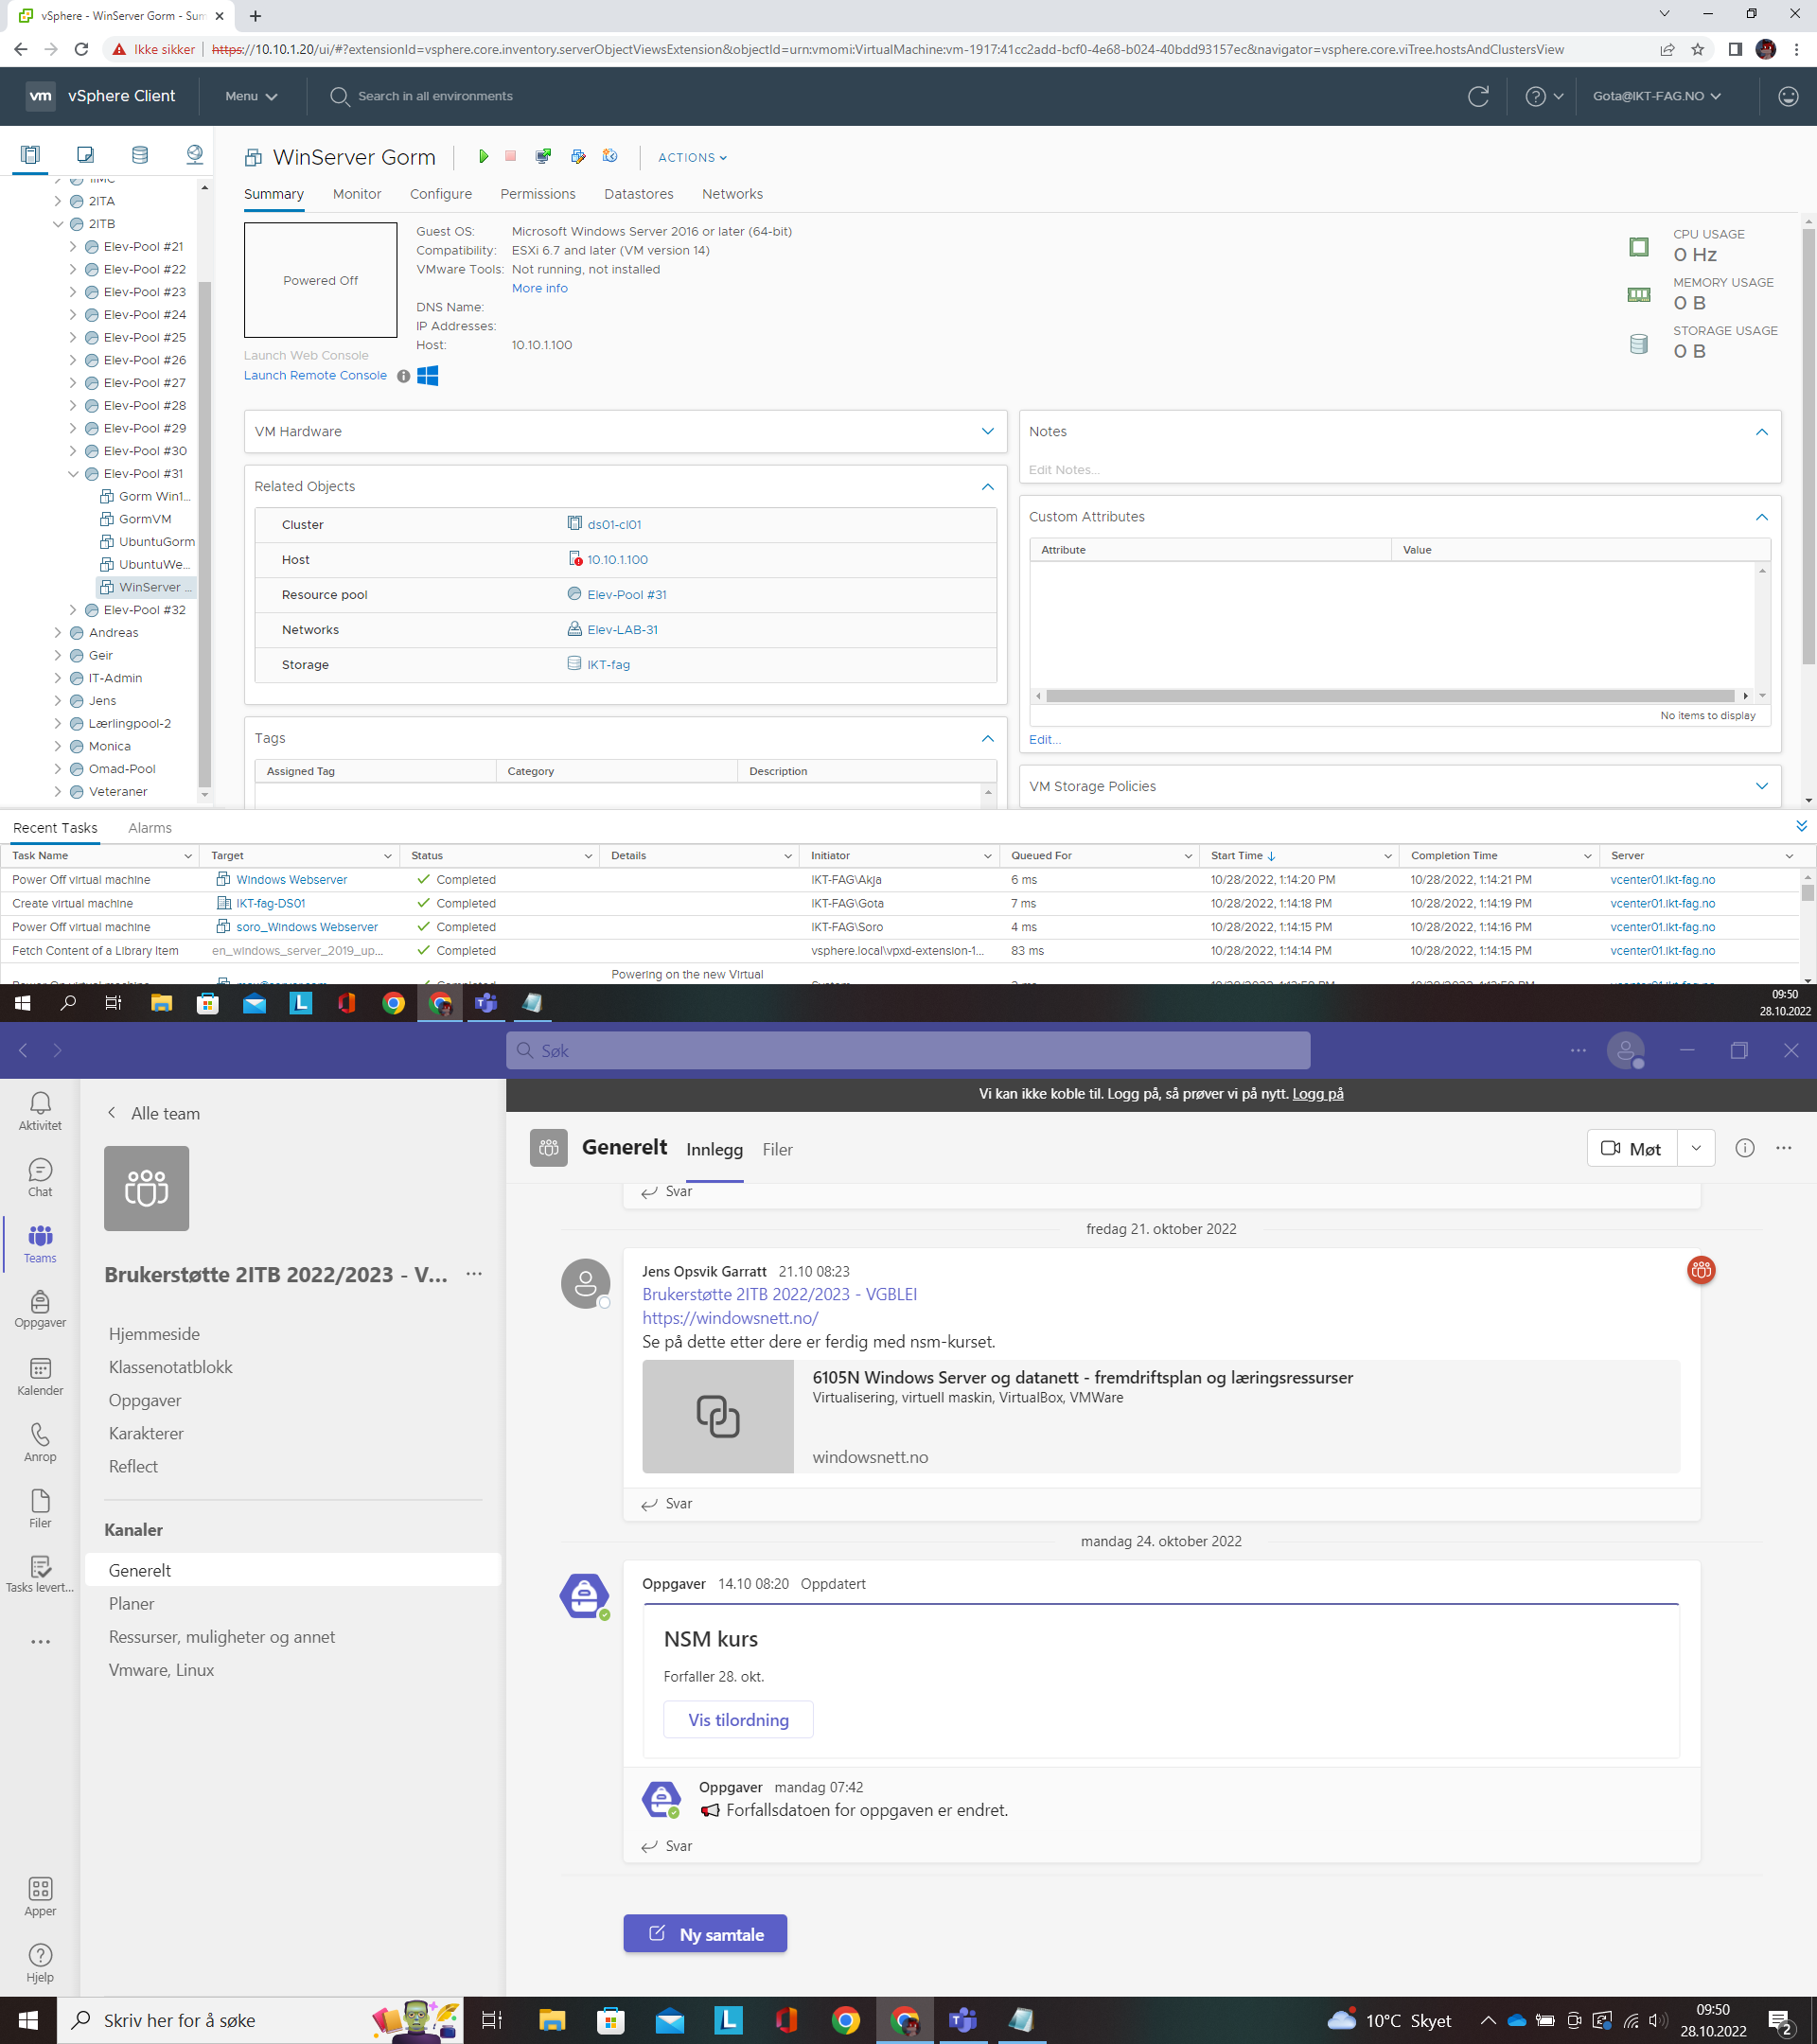 vSphere - WinServer Gorm - Sum
Ikke sikker
https://10.10.1.20/ui/#?extensionId=vsphere.core.inventory.serverObjectViewsExtension&objectId=urn:vmomi:VirtualMachine:vm-1917:41cc2add-bcf0-4e68-b024-40bdd93157ec&navigator=vsphere.core.viTree.hostsAndClustersView
vm vSphere Client Menu Search in all environments Gota@IKT-FAG.NO
WinServer Gorm ACTIONS
Summary Monitor Configure Permissions Datastores Networks
2ITA
2ITB
Elev-Pool #21
Elev-Pool #22
Elev-Pool #23
Elev-Pool #24
Elev-Pool #25
Elev-Pool #26
Elev-Pool #27
Elev-Pool #28
Elev-Pool #29
Elev-Pool #30
Elev-Pool #31
Gorm Win1...
GormVM
UbuntuGorm
UbuntuWe...
WinServer ...
Elev-Pool #32
Andreas
Geir
IT-Admin
Jens
Lærlingpool-2
Monica
Omad-Pool
Veteraner
Powered Off
Launch Web Console
Launch Remote Console
Guest OS: Microsoft Windows Server 2016 or later (64-bit)
Compatibility: ESXi 6.7 and later (VM version 14)
VMware Tools: Not running, not installed
More info
DNS Name:
IP Addresses:
Host: 10.10.1.100
CPU USAGE
0 Hz
MEMORY USAGE
0 B
STORAGE USAGE
0 B
VM Hardware
Related Objects
Cluster ds01-cl01
Host 10.10.1.100
Resource pool Elev-Pool #31
Networks Elev-LAB-31
Storage IKT-fag
Tags
Assigned Tag Category Description
Notes
Edit Notes...
Custom Attributes
Attribute Value
No items to display
Edit...
VM Storage Policies
Recent Tasks Alarms
Task Name Target Status Details Initiator Queued For Start Time ↓ Completion Time Server
Power Off virtual machine Windows Webserver Completed IKT-FAG\Akja 6 ms 10/28/2022, 1:14:20 PM 10/28/2022, 1:14:21 PM vcenter01.ikt-fag.no
Create virtual machine IKT-fag-DS01 Completed IKT-FAG\Gota 7 ms 10/28/2022, 1:14:18 PM 10/28/2022, 1:14:19 PM vcenter01.ikt-fag.no
Power Off virtual machine soro_Windows Webserver Completed IKT-FAG\Soro 4 ms 10/28/2022, 1:14:15 PM 10/28/2022, 1:14:16 PM vcenter01.ikt-fag.no
Fetch Content of a Library Item en_windows_server_2019_up... Completed vsphere.local\vpxd-extension-1... 83 ms 10/28/2022, 1:14:14 PM 10/28/2022, 1:14:15 PM vcenter01.ikt-fag.no
Powering on the new Virtual
09:50
28.10.2022
Søk
Vi kan ikke koble til. Logg på, så prøver vi på nytt. Logg på
Aktivitet
Chat
Teams
Oppgaver
Kalender
Anrop
Filer
Tasks levert...
Apper
Hjelp
Alle team
Brukerstøtte 2ITB 2022/2023 - V... ...
Hjemmeside
Klassenotatblokk
Oppgaver
Karakterer
Reflect
Kanaler
Generelt
Planer
Ressurser, muligheter og annet
Vmware, Linux
Generelt Innlegg Filer Møt
Svar
fredag 21. oktober 2022
Jens Opsvik Garratt 21.10 08:23
Brukerstøtte 2ITB 2022/2023 - VGBLEI
https://windowsnett.no/
Se på dette etter dere er ferdig med nsm-kurset.
6105N Windows Server og datanett - fremdriftsplan og læringsressurser
Virtualisering, virtuell maskin, VirtualBox, VMWare
windowsnett.no
Svar
mandag 24. oktober 2022
Oppgaver 14.10 08:20 Oppdatert
NSM kurs
Forfaller 28. okt.
Vis tilordning
Oppgaver mandag 07:42
Forfallsdatoen for oppgaven er endret.
Svar
Ny samtale
Skriv her for å søke
10°C Skyet
09:50
28.10.2022
2